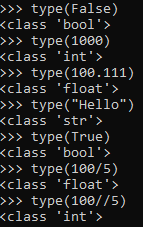 >>> type(False)
<class 'bool'>
>>> type(1000)
<class 'int'>
>>> type(100.111)
<class 'float'>
>>> type("Hello")
<class 'str'>
>>> type(True)
<class 'bool'>
>>> type(100/5)
<class 'float'>
>>> type(100//5)
<class 'int'>